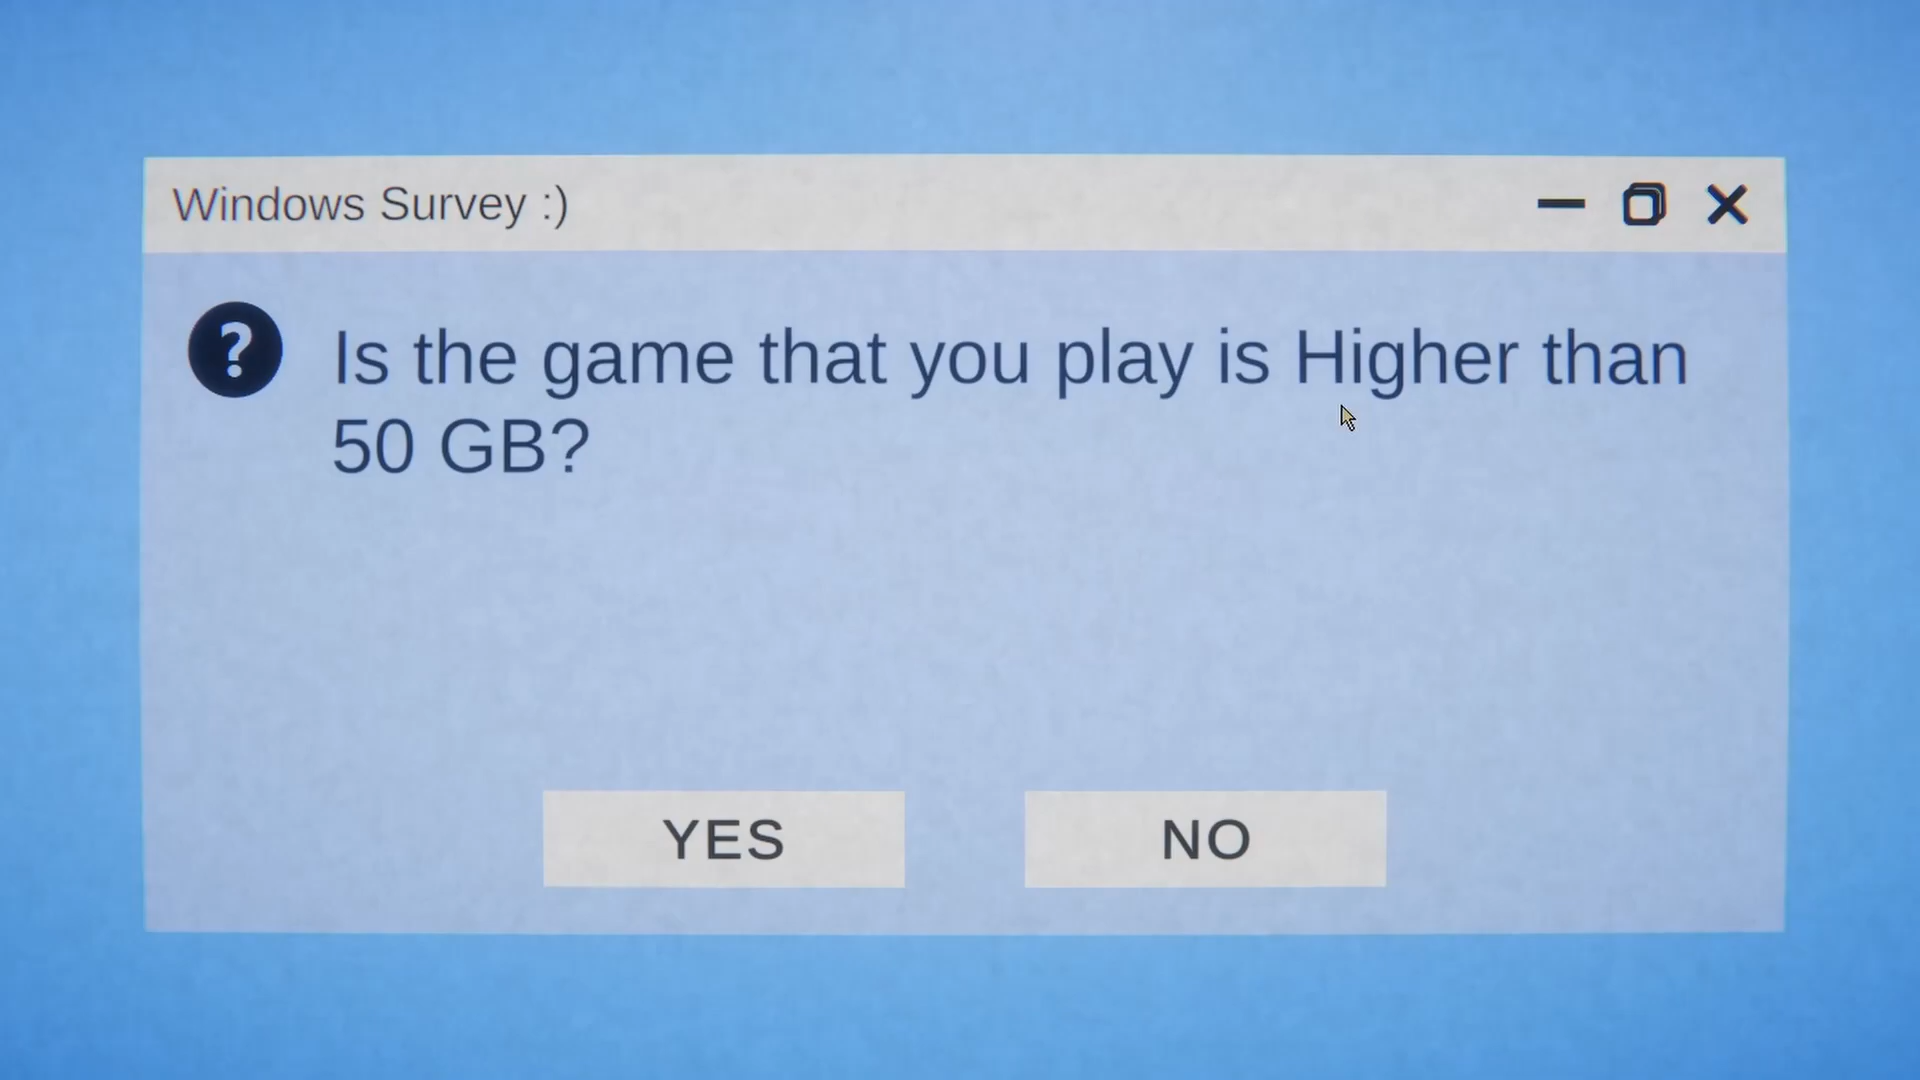 Windows Survey :)
? Is the game that you play is Higher than
50 GB?
YES
NO